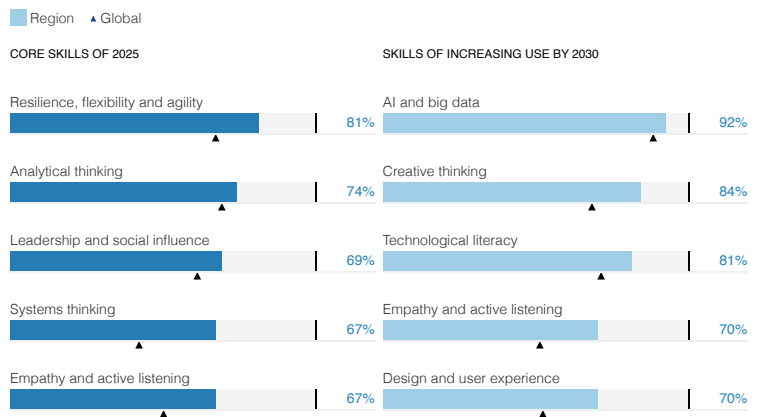 Region Global
CORE SKILLS OF 2025
Resilience, flexibility and agility
81%
Analytical thinking
74%
Leadership and social influence
69%
Systems thinking
67%
Empathy and active listening
67%
SKILLS OF INCREASING USE BY 2030
AI and big data
92%
Creative thinking
84%
Technological literacy
81%
Empathy and active listening
70%
Design and user experience
70%